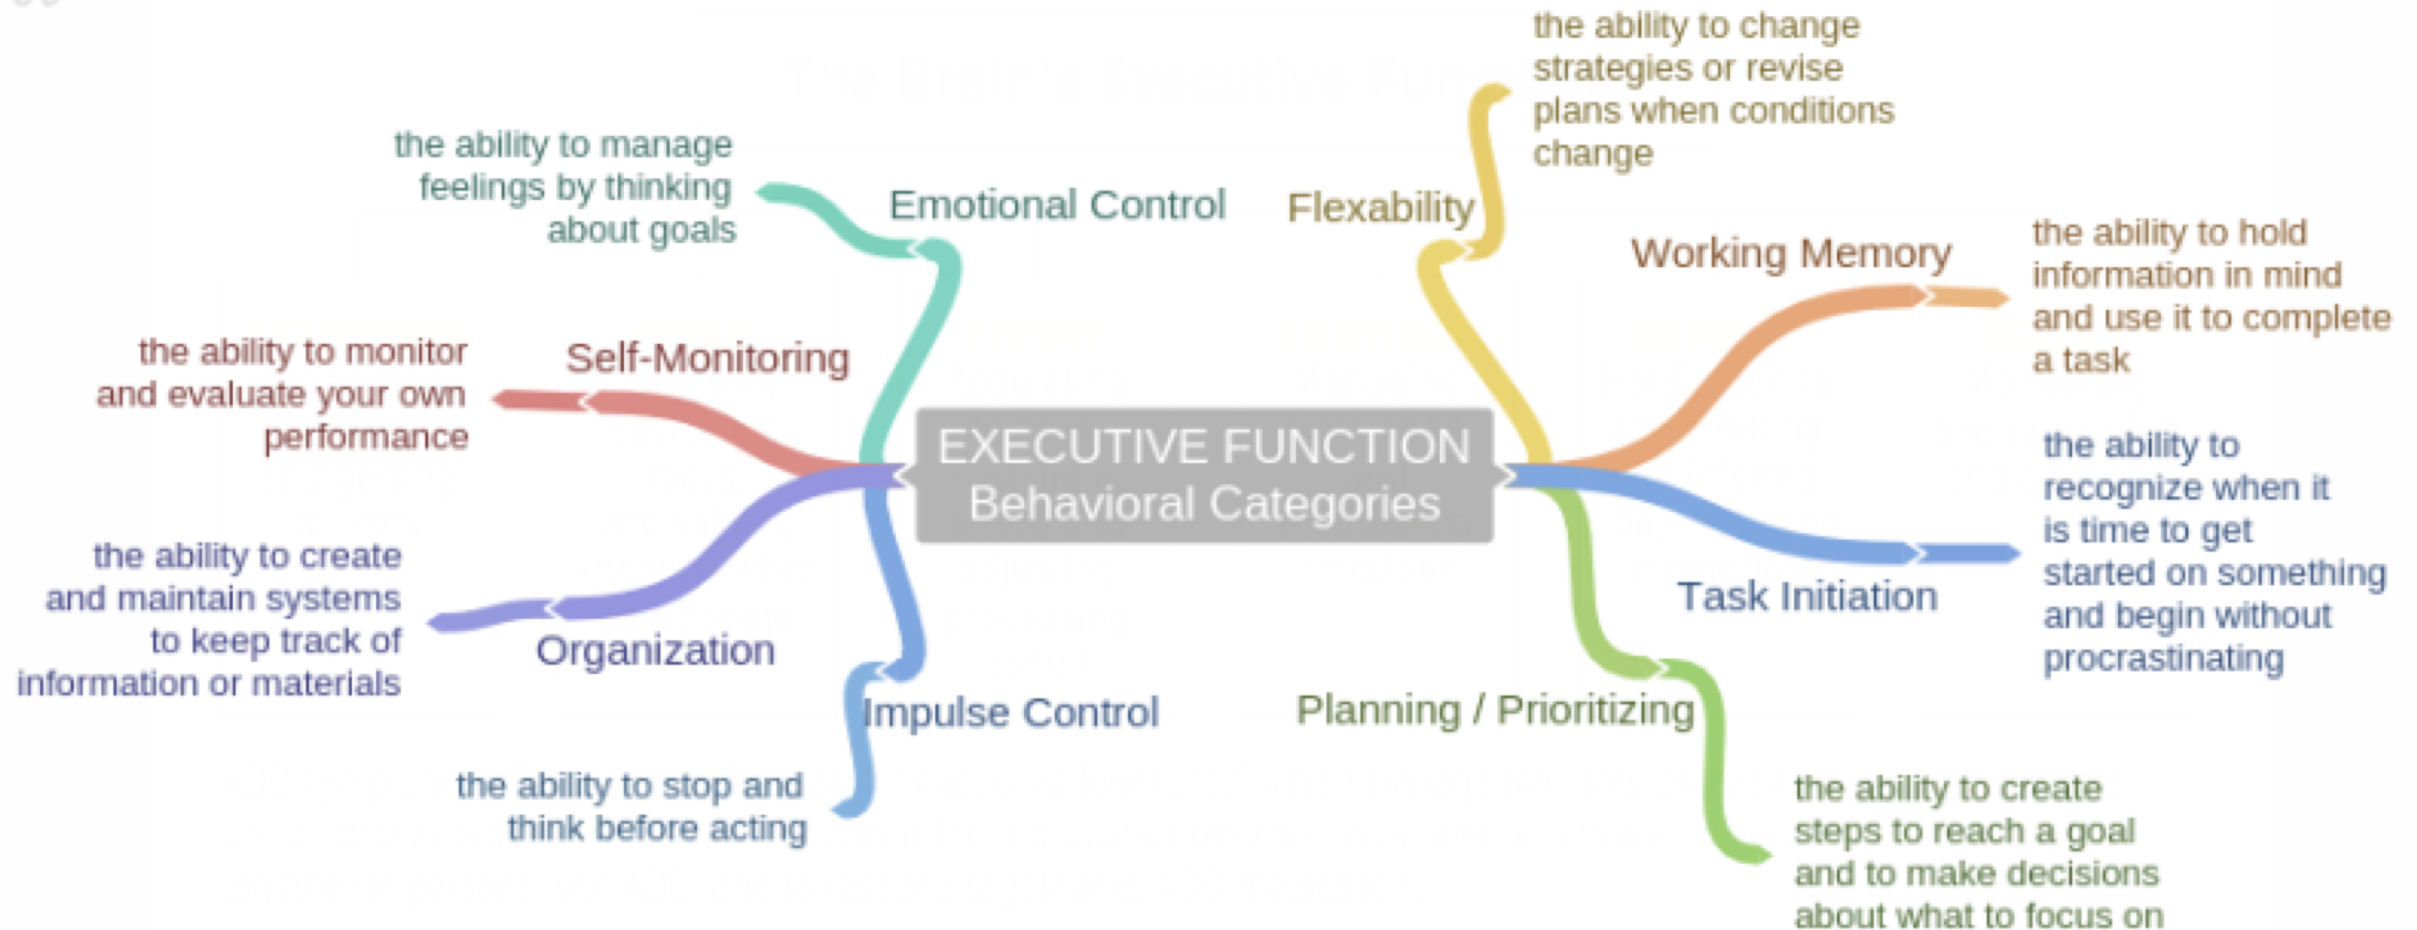 the ability to change
strategies or revise
plans when conditions
change
Flexability
the ability to manage
feelings by thinking
about goals
Emotional Control
Working Memory
the ability to hold
information in mind
and use it to complete
a task
the ability to monitor
and evaluate your own
performance
Self-Monitoring
EXECUTIVE FUNCTION
Behavioral Categories
the ability to
recognize when it
is time to get
started on something
and begin without
procrastinating
Task Initiation
the ability to create
and maintain systems
to keep track of
information or materials
Organization
Impulse Control
the ability to stop and
think before acting
Planning / Prioritizing
the ability to create
steps to reach a goal
and to make decisions
about what to focus on